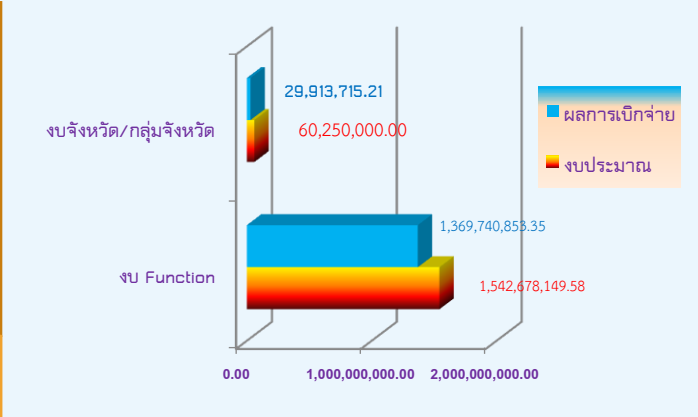 29,913,715.21
งบจังหวัด/กลุ่มจังหวัด
60,250,000.00
ผลการเบิกจ่าย
งบประมาณ
1,369,740,853.35
งบ Function
1,542,678,149.58
0.00
1,000,000,000.00
2,000,000,000.00